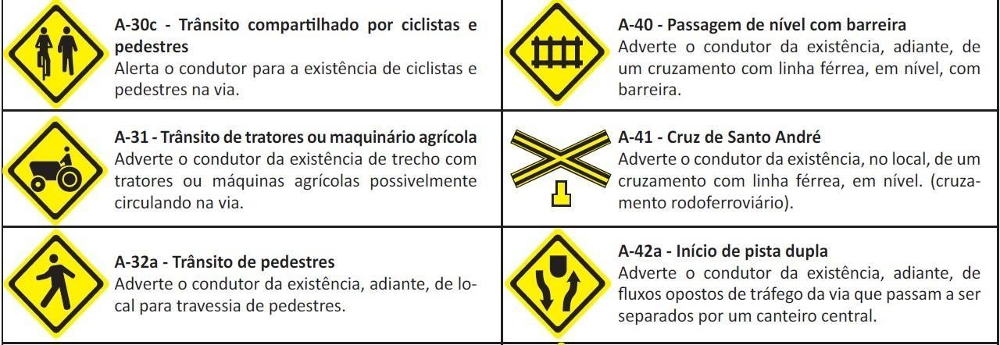 A-30c - Trânsito compartilhado por ciclistas e
pedestres
Alerta o condutor para a existência de ciclistas e
pedestres na via.
A-40 - Passagem de nível com barreira
Adverte o condutor da existência, adiante, de
um cruzamento com linha férrea, em nível, com
barreira.
A-31 - Trânsito de tratores ou maquinário agrícola
Adverte o condutor da existência de trecho com
tratores ou máquinas agrícolas possivelmente
circulando na via.
A-41 - Cruz de Santo André
Adverte o condutor da existência, no local, de um
cruzamento com linha férrea, em nível. (cruza-
mento rodoferroviário).
A-32a - Trânsito de pedestres
Adverte o condutor da existência, adiante, de lo-
cal para travessia de pedestres.
A-42a - Início de pista dupla
Adverte o condutor da existência, adiante, de
fluxos opostos de tráfego da via que passam a ser
separados por um canteiro central.